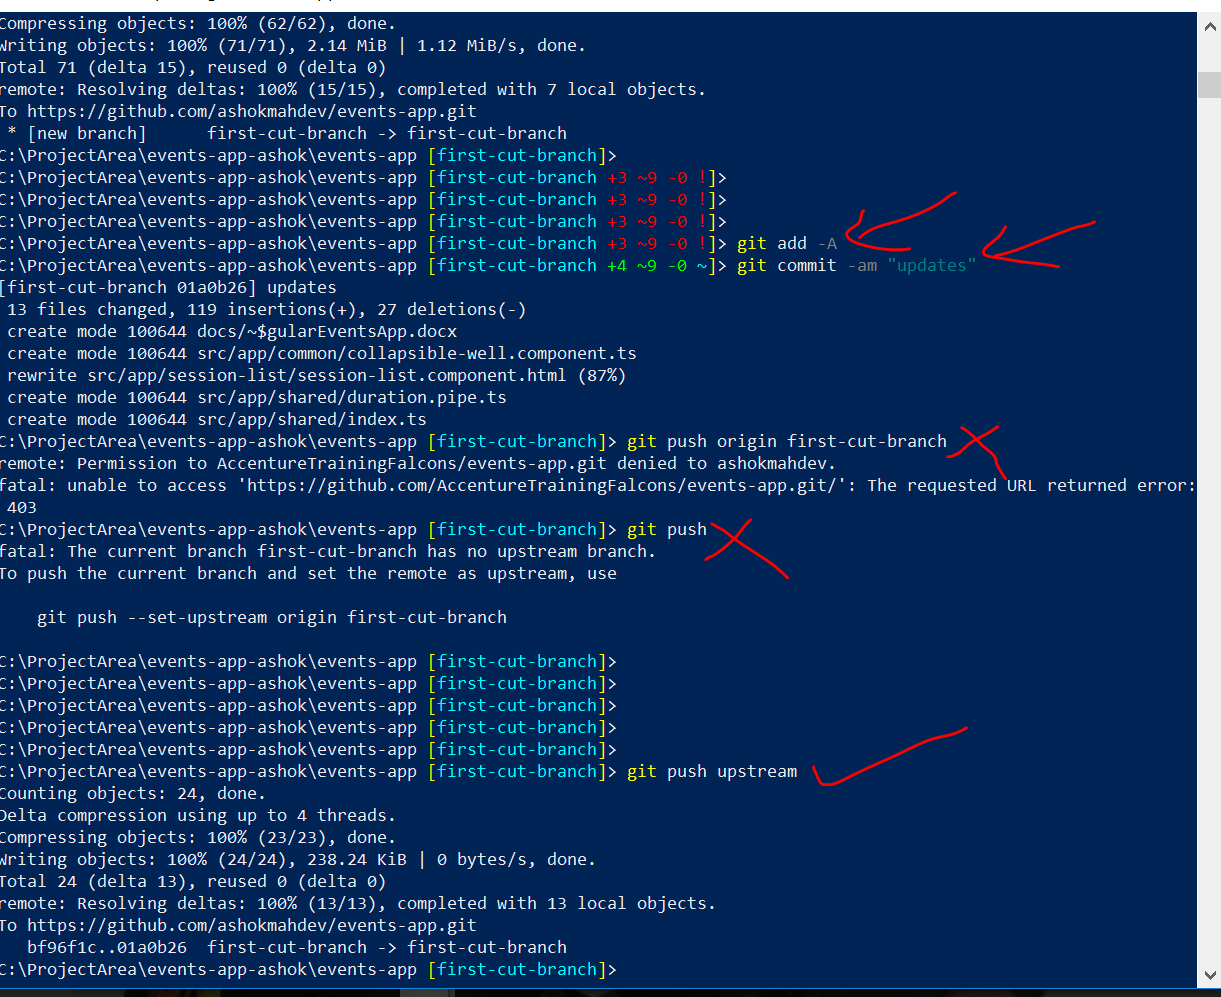 Compressing objects: 100% (62/62), done.
Writing objects: 100% (71/71), 2.14 MiB | 1.12 MiB/s, done.
Total 71 (delta 15), reused 0 (delta 0)
remote: Resolving deltas: 100% (15/15), completed with 7 local objects.
To https://github.com/ashokmahdev/events-app.git
 * [new branch]      first-cut-branch -> first-cut-branch
C:\ProjectArea\events-app-ashok\events-app [first-cut-branch]>
C:\ProjectArea\events-app-ashok\events-app [first-cut-branch +3 ~9 -0 !]>
C:\ProjectArea\events-app-ashok\events-app [first-cut-branch +3 ~9 -0 !]>
C:\ProjectArea\events-app-ashok\events-app [first-cut-branch +3 ~9 -0 !]>
C:\ProjectArea\events-app-ashok\events-app [first-cut-branch +3 ~9 -0 !]> git add -A
C:\ProjectArea\events-app-ashok\events-app [first-cut-branch +4 ~9 -0 ~]> git commit -am "updates"
[first-cut-branch 01a0b26] updates
 13 files changed, 119 insertions(+), 27 deletions(-)
 create mode 100644 docs/~$gularEventsApp.docx
 create mode 100644 src/app/common/collapsible-well.component.ts
 rewrite src/app/session-list/session-list.component.html (87%)
 create mode 100644 src/app/shared/duration.pipe.ts
 create mode 100644 src/app/shared/index.ts
C:\ProjectArea\events-app-ashok\events-app [first-cut-branch]> git push origin first-cut-branch
remote: Permission to AccentureTrainingFalcons/events-app.git denied to ashokmahdev.
fatal: unable to access 'https://github.com/AccentureTrainingFalcons/events-app.git/': The requested URL returned error:
 403
C:\ProjectArea\events-app-ashok\events-app [first-cut-branch]> git push
fatal: The current branch first-cut-branch has no upstream branch.
To push the current branch and set the remote as upstream, use
    git push --set-upstream origin first-cut-branch
C:\ProjectArea\events-app-ashok\events-app [first-cut-branch]>
C:\ProjectArea\events-app-ashok\events-app [first-cut-branch]>
C:\ProjectArea\events-app-ashok\events-app [first-cut-branch]>
C:\ProjectArea\events-app-ashok\events-app [first-cut-branch]>
C:\ProjectArea\events-app-ashok\events-app [first-cut-branch]>
C:\ProjectArea\events-app-ashok\events-app [first-cut-branch]> git push upstream
Counting objects: 24, done.
Delta compression using up to 4 threads.
Compressing objects: 100% (23/23), done.
Writing objects: 100% (24/24), 238.24 KiB | 0 bytes/s, done.
Total 24 (delta 13), reused 0 (delta 0)
remote: Resolving deltas: 100% (13/13), completed with 13 local objects.
To https://github.com/ashokmahdev/events-app.git
   bf96f1c..01a0b26  first-cut-branch -> first-cut-branch
C:\ProjectArea\events-app-ashok\events-app [first-cut-branch]>